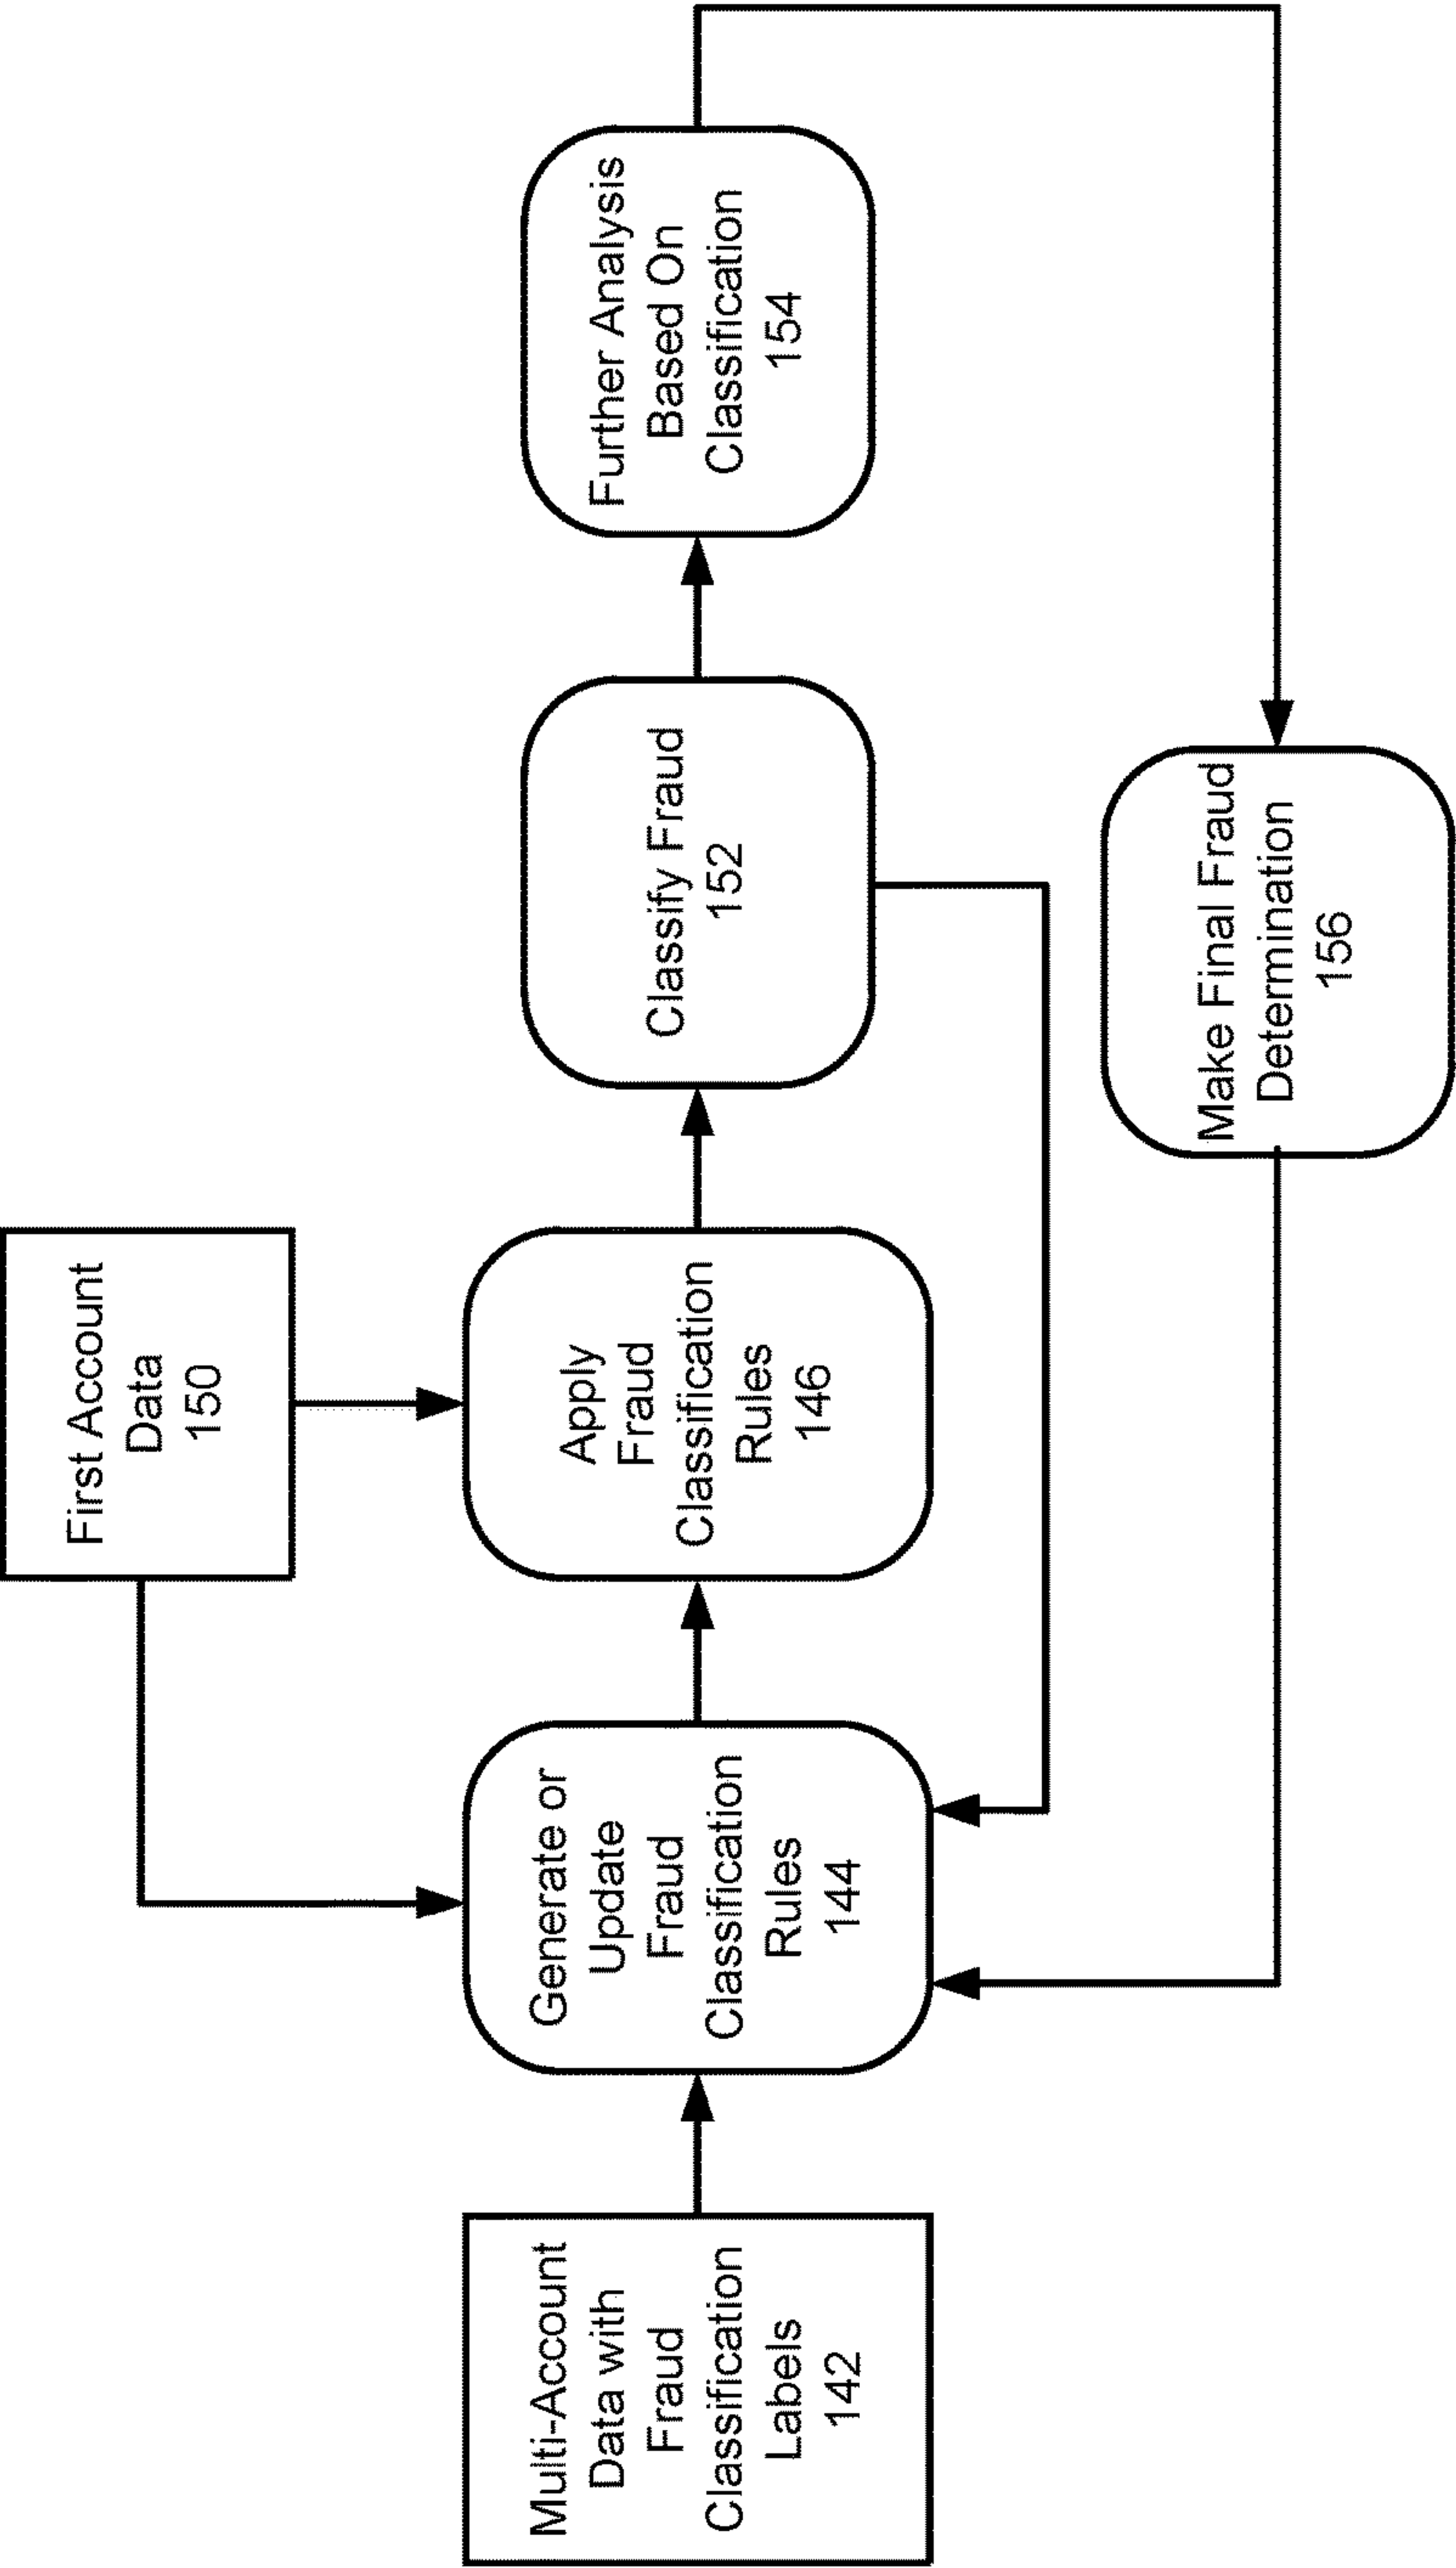 First Account
Data
150
Multi-Account
Data with
Fraud
Classification
Labels
142
Generate or
Update
Fraud
Classification
Rules
144
Apply
Fraud
Classification
Rules
146
Classify Fraud
152
Further Analysis
Based On
Classification
154
Make Final Fraud
Determination
156